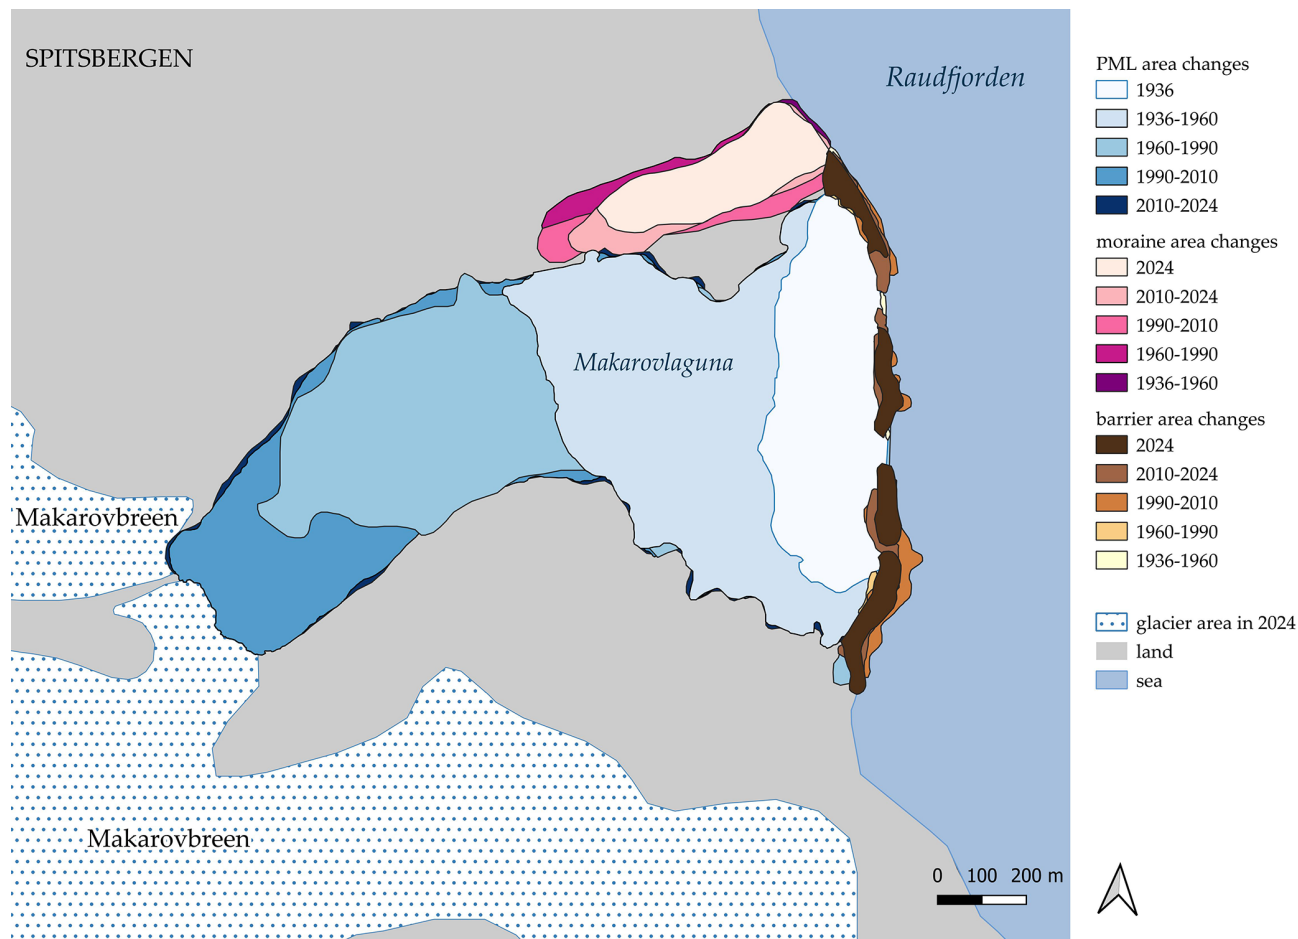 SPITSBERGEN
Raudfjorden
Makarovlaguna
Makarovbreen
Makarovbreen
0 100 200 m
PML area changes
1936
1936-1960
1960-1990
1990-2010
2010-2024
moraine area changes
2024
2010-2024
1990-2010
1960-1990
1936-1960
barrier area changes
2024
2010-2024
1990-2010
1960-1990
1936-1960
glacier area in 2024
land
sea